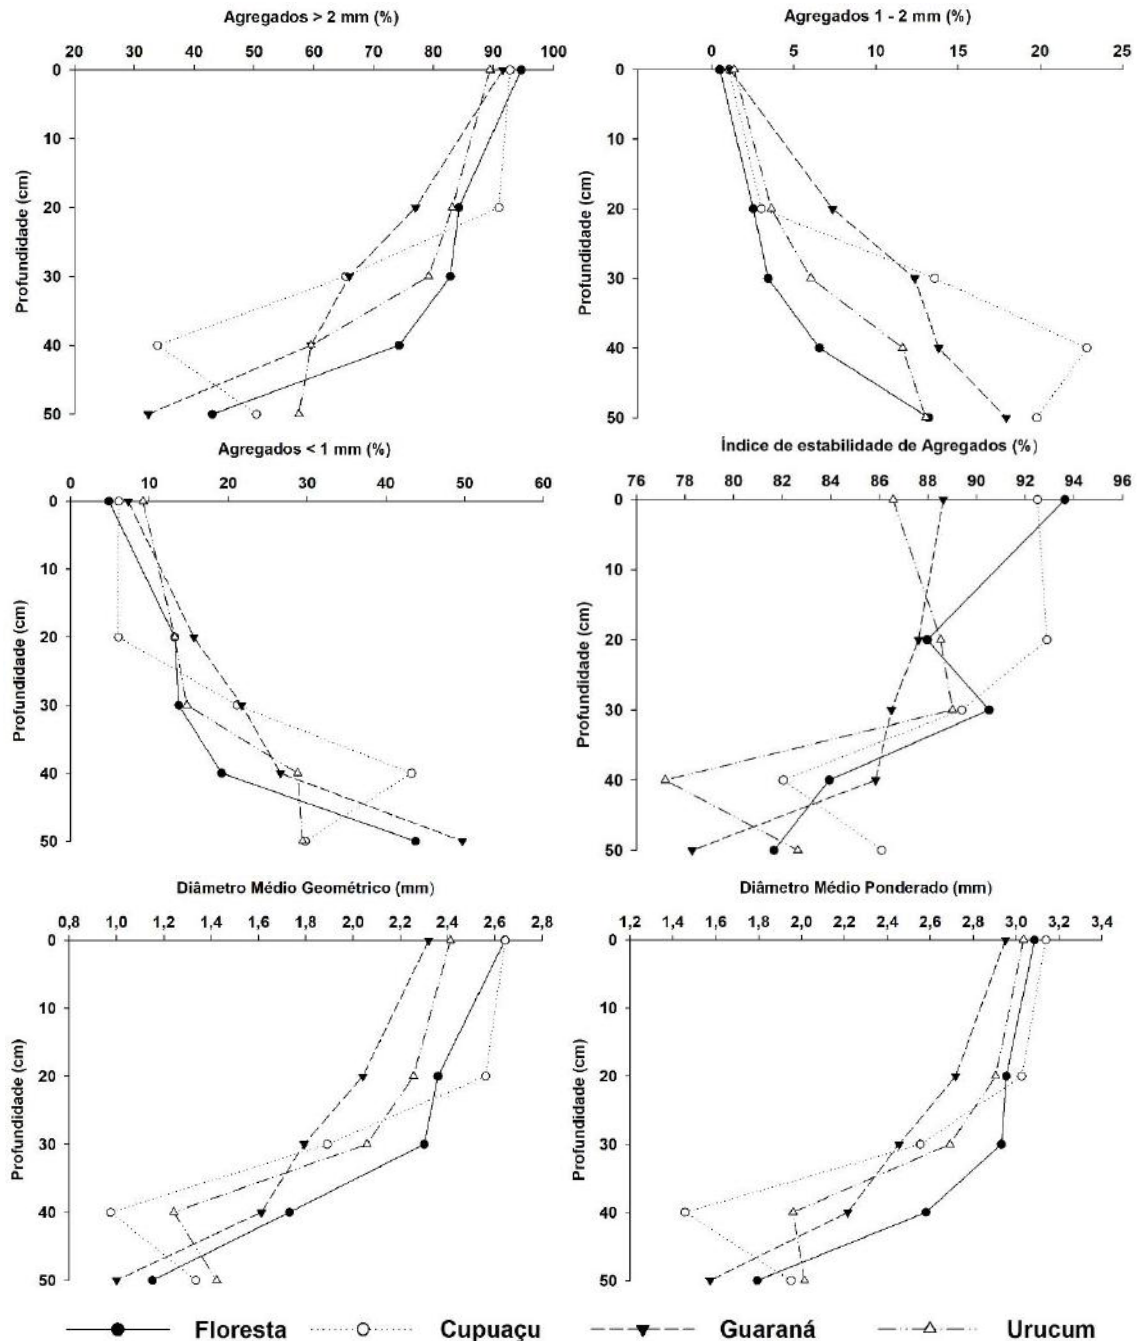 Agregados > 2 mm (%)
20 30 40 50 60 70 80 90 100
0
10
20
30
40
50
Profundidade (cm)
Agregados 1 - 2 mm (%)
0 5 10 15 20 25
0
10
20
30
40
50
Profundidade (cm)
Agregados < 1 mm (%)
0 10 20 30 40 50 60
0
10
20
30
40
50
Profundidade (cm)
Índice de estabilidade de Agregados (%)
76 78 80 82 84 86 88 90 92 94 96
0
10
20
30
40
50
Profundidade (cm)
Diâmetro Médio Geométrico (mm)
0,8 1,0 1,2 1,4 1,6 1,8 2,0 2,2 2,4 2,6 2,8
0
10
20
30
40
50
Profundidade (cm)
Diâmetro Médio Ponderado (mm)
1,2 1,4 1,6 1,8 2,0 2,2 2,4 2,6 2,8 3,0 3,2 3,4
0
10
20
30
40
50
Profundidade (cm)
Floresta Cupuaçu Guaraná Urucum